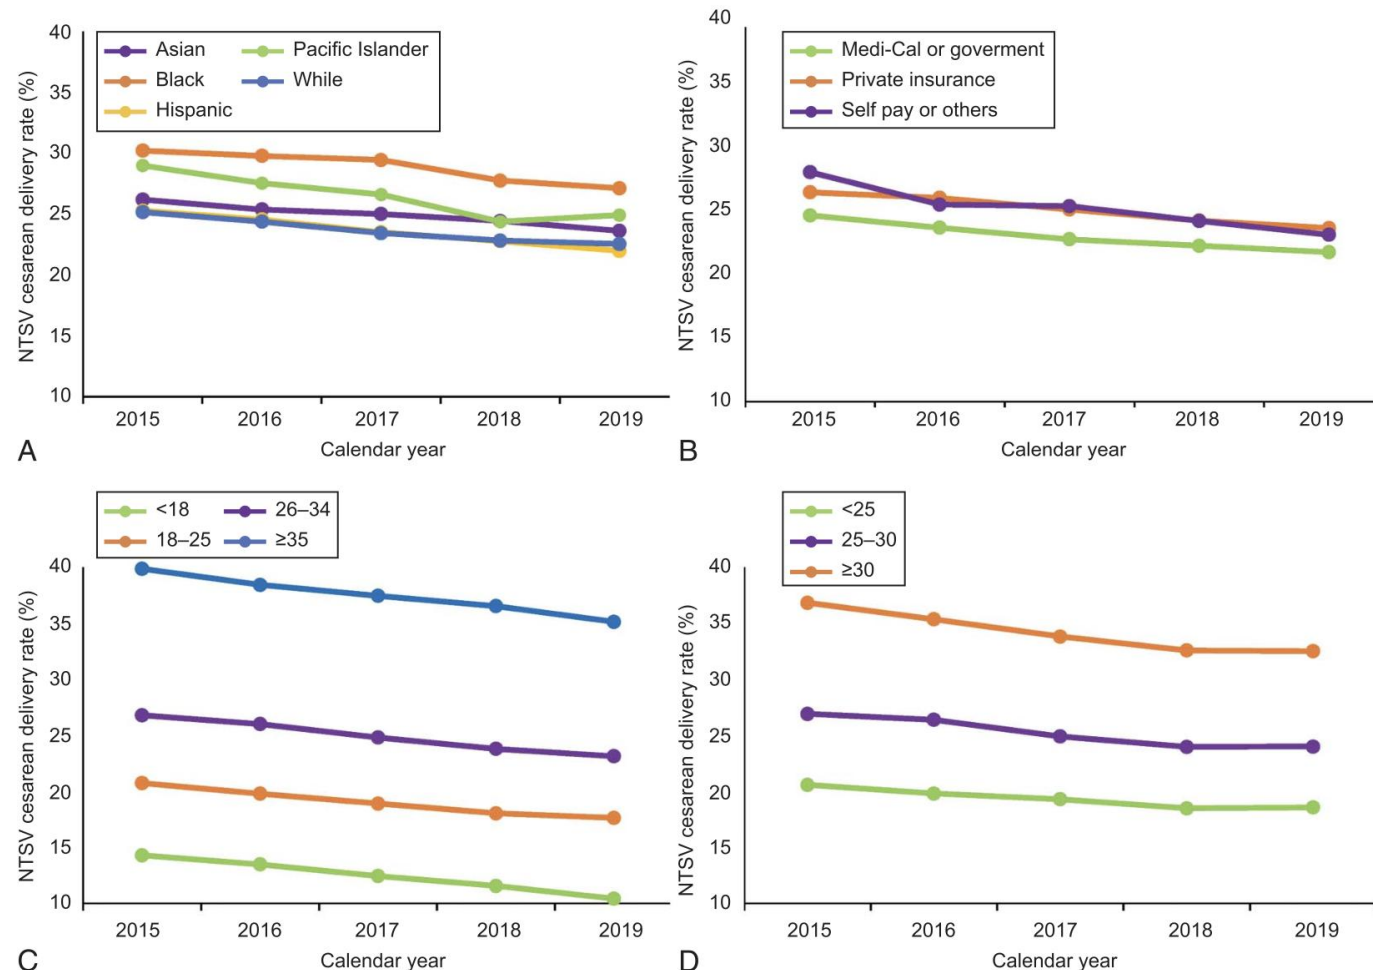 40
35
30
25
20
15
10
NTSV cesarean delivery rate (%)
Asian
Pacific Islander
Black
While
Hispanic
2015 2016 2017 2018 2019
Calendar year
A
40
35
30
25
20
15
10
NTSV cesarean delivery rate (%)
Medi-Cal or goverment
Private insurance
Self pay or others
2015 2016 2017 2018 2019
Calendar year
B
<18
26–34
18–25
≥35
40
35
30
25
20
15
10
NTSV cesarean delivery rate (%)
2015 2016 2017 2018 2019
Calendar year
C
<25
25–30
≥30
40
35
30
25
20
15
10
NTSV cesarean delivery rate (%)
2015 2016 2017 2018 2019
Calendar year
D